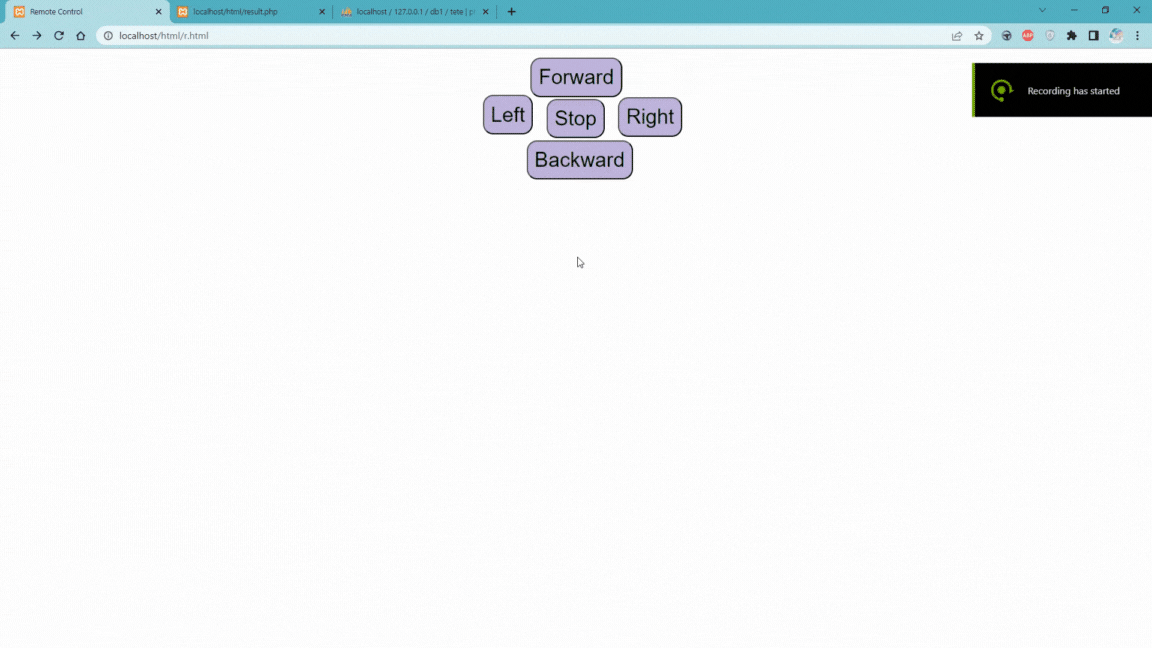 Remote Control
localhost/html/result.php
localhost / 127.0.0.1 / db1 / tete | p
localhost/html/r.html
ABP
Recording has started
Forward
Left
Stop
Right
Backward